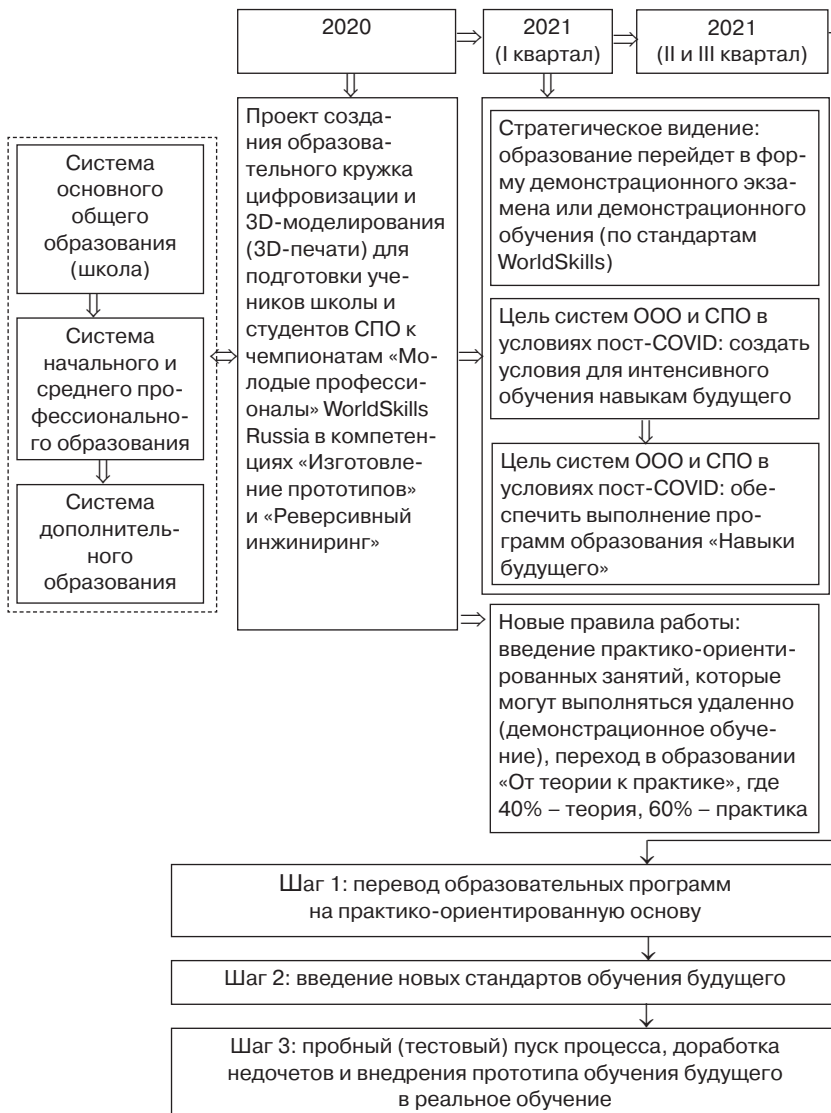 2020
2021
(I квартал)
2021
(II и III квартал)
Система
основного
общего
образования
(школа)
Система
начального и
среднего про-
фессионально-
го образования
Система
дополнитель-
ного
образования
Проект созда-
ния образова-
тельного кружка
цифровизации и
3D-моделирования
(3D-печати) для
подготовки уче-
ников школы и
студентов СПО к
чемпионатам «Мо-
лодые професси-
оналы» WorldSkills
Russia в компетен-
циях «Изготовле-
ние прототипов»
и «Реверсивный
инжиниринг»
Стратегическое видение:
образование перейдет в фор-
му демонстрационного экза-
мена или демонстрационного
обучения (по стандартам
WorldSkills)
Цель систем ООО и СПО в
условиях пост-COVID: создать
условия для интенсивного
обучения навыкам будущего
Цель систем ООО и СПО в
условиях пост-COVID: обе-
спечить выполнение про-
грамм образования «Навыки
будущего»
Новые правила работы:
введение практико-ориенти-
рованных занятий, которые
могут выполняться удаленно
(демонстрационное обуче-
ние), переход в образовании
«От теории к практике», где
40% – теория, 60% – практика
Шаг 1: перевод образовательных программ
на практико-ориентированную основу
Шаг 2: введение новых стандартов обучения будущего
Шаг 3: пробный (тестовый) пуск процесса, доработка
недочетов и внедрения прототипа обучения будущего
в реальное обучение